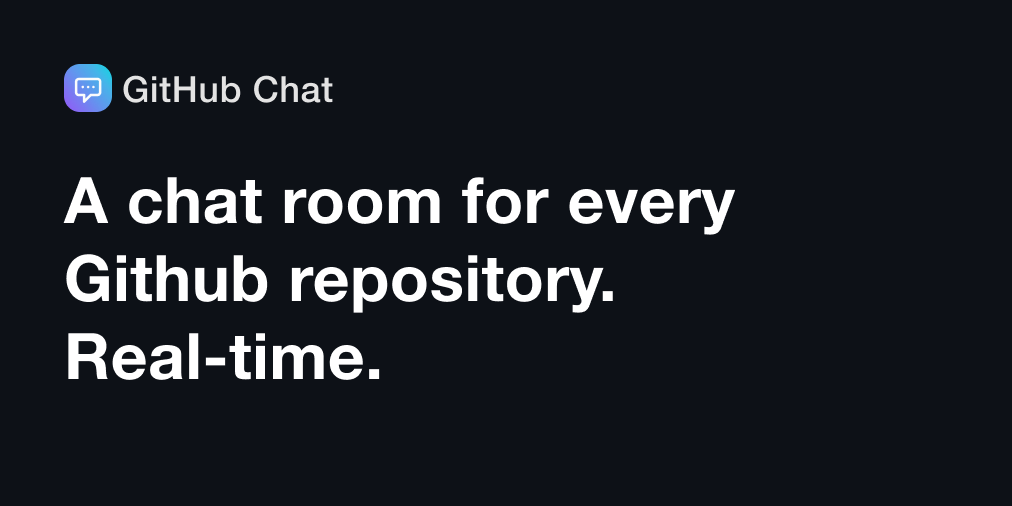 GitHub Chat
A chat room for every
Github repository.
Real-time.